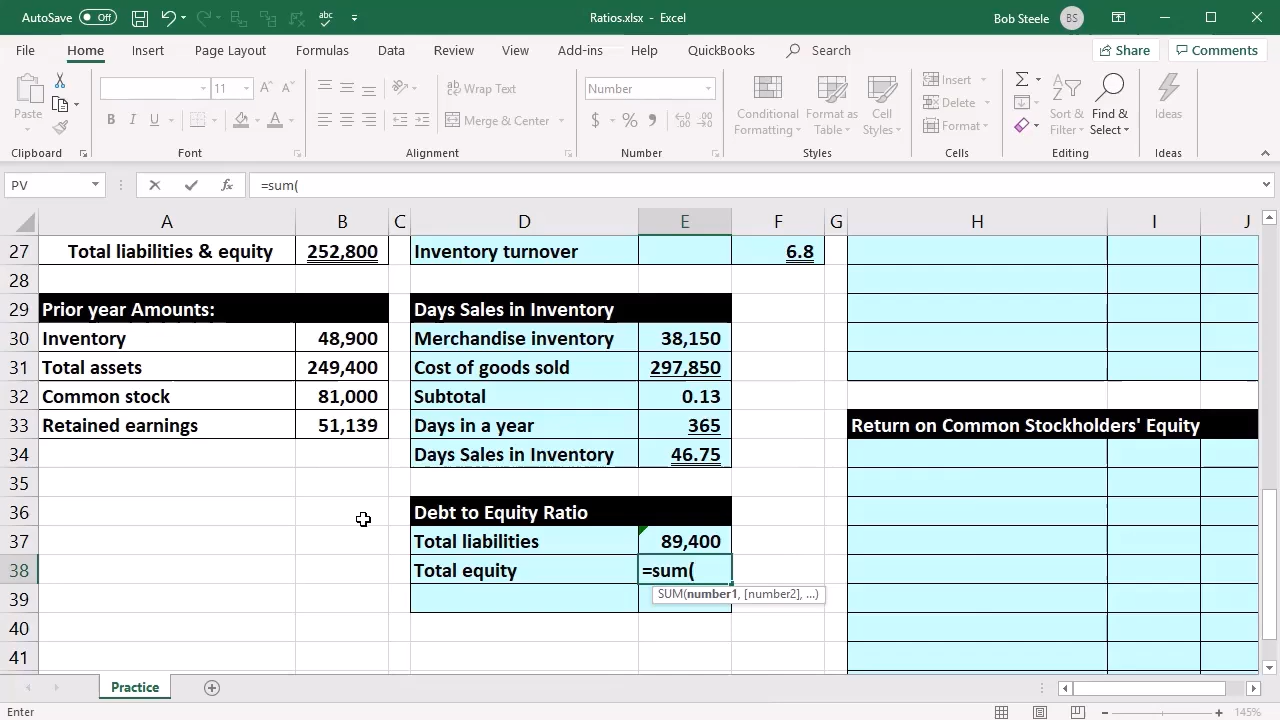 AutoSave Off abc Ratios.xlsx - Excel Bob Steele BS
File Home Insert Page Layout Formulas Data Review View Add-ins Help QuickBooks Search Share Comments
Paste 11 A A Wrap Text Number Conditional Formatting Format as Table Cell Styles Insert Sort & Filter Find & Select Ideas
B I U A Merge & Center $ % Delete
Format
Clipboard Font Alignment Number Styles Cells Editing Ideas
PV fx =sum(
A B C D E F G H I J
27 Total liabilities & equity 252,800 Inventory turnover 6.8
28
29 Prior year Amounts: Days Sales in Inventory
30 Inventory 48,900 Merchandise inventory 38,150
31 Total assets 249,400 Cost of goods sold 297,850
32 Common stock 81,000 Subtotal 0.13
33 Retained earnings 51,139 Days in a year 365 Return on Common Stockholders' Equity
34 Days Sales in Inventory 46.75
35
36 Debt to Equity Ratio
37 Total liabilities 89,400
38 Total equity =sum(
39 SUM(number1, [number2], ...)
40
41
Practice
Enter 145%